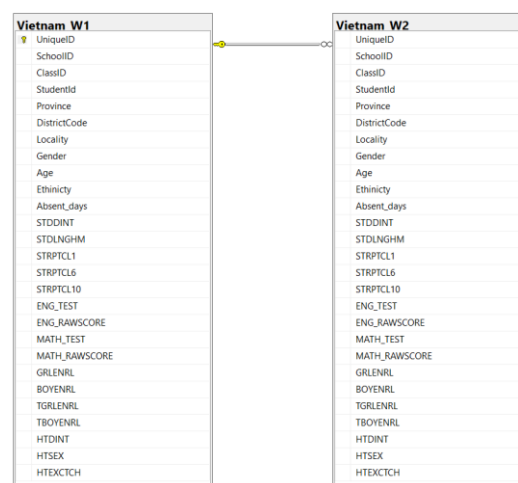 Vietnam_W1
UniqueID
SchoolID
ClassID
StudentId
Province
DistrictCode
Locality
Gender
Age
Ethinicty
Absent_days
STDDINT
STDLNGHM
STRPTCL1
STRPTCL6
STRPTCL10
ENG_TEST
ENG_RAWSCORE
MATH_TEST
MATH_RAWSCORE
GRLENRL
BOYENRL
TGRLENRL
TBOYENRL
HTDINT
HTSEX
HTEXCTCH
Vietnam_W2
UniqueID
SchoolID
ClassID
StudentId
Province
DistrictCode
Locality
Gender
Age
Ethinicty
Absent_days
STDDINT
STDLNGHM
STRPTCL1
STRPTCL6
STRPTCL10
ENG_TEST
ENG_RAWSCORE
MATH_TEST
MATH_RAWSCORE
GRLENRL
BOYENRL
TGRLENRL
TBOYENRL
HTDINT
HTSEX
HTEXCTCH